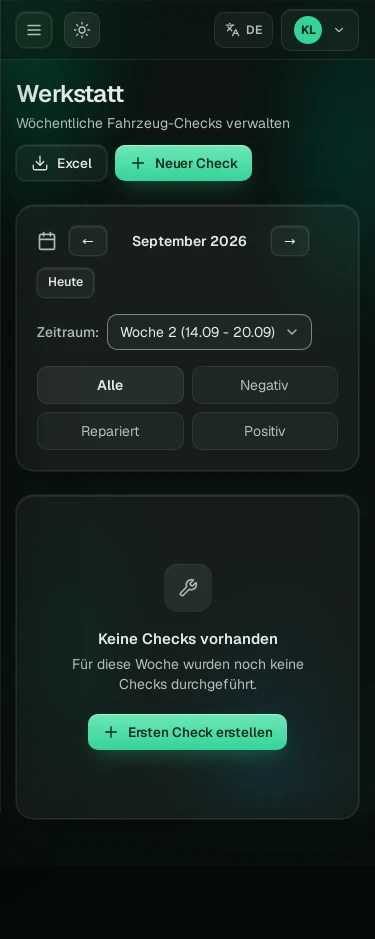 DE
KL
Werkstatt
Wöchentliche Fahrzeug-Checks verwalten
Excel
Neuer Check
← September 2026 →
Heute
Zeitraum: Woche 2 (14.09 - 20.09)
Alle
Negativ
Repariert
Positiv
Keine Checks vorhanden
Für diese Woche wurden noch keine
Checks durchgeführt.
Ersten Check erstellen